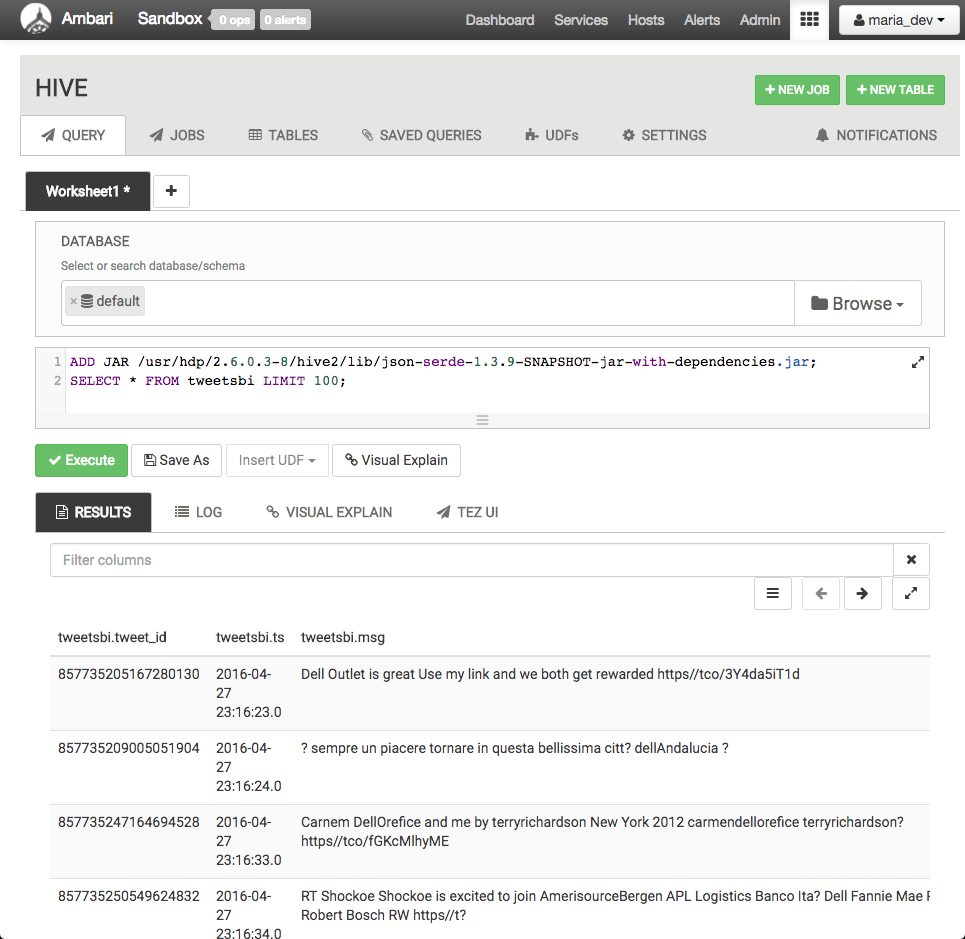 Ambari Sandbox 0 ops 0 alerts Dashboard Services Hosts Alerts Admin maria_dev
HIVE
+ NEW JOB + NEW TABLE
QUERY JOBS TABLES SAVED QUERIES UDFs SETTINGS NOTIFICATIONS
Worksheet1 * +
DATABASE
Select or search database/schema
× default Browse
1 ADD JAR /usr/hdp/2.6.0.3-8/hive2/lib/json-serde-1.3.9-SNAPSHOT-jar-with-dependencies.jar;
2 SELECT * FROM tweetsbi LIMIT 100;
Execute Save As Insert UDF Visual Explain
RESULTS LOG VISUAL EXPLAIN TEZ UI
Filter columns
tweetsbi.tweet_id tweetsbi.ts tweetsbi.msg
857735205167280130 2016-04- Dell Outlet is great Use my link and we both get rewarded https//tco/3Y4da5iT1d
27
23:16:23.0
857735209005051904 2016-04- ? sempre un piacere tornare in questa bellissima citt? dellAndalucia ?
27
23:16:24.0
857735247164694528 2016-04- Carnem DellOrefice and me by terryrichardson New York 2012 carmendellorefice terryrichardson?
27 https//tco/fGKcMlhyME
23:16:33.0
857735250549624832 2016-04- RT Shockoe Shockoe is excited to join AmerisourceBergen APL Logistics Banco Ita? Dell Fannie Mae
27 Robert Bosch RW https//t?
23:16:34.0